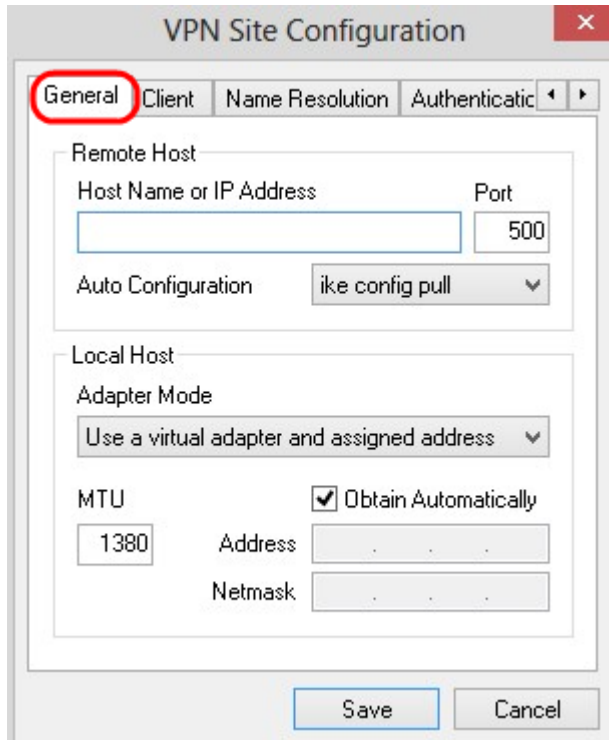 VPN Site Configuration
General Client Name Resolution Authenticatic
Remote Host
Host Name or IP Address Port
500
Auto Configuration ike config pull
Local Host
Adapter Mode
Use a virtual adapter and assigned address
MTU Obtain Automatically
1380 Address . . .
Netmask . . .
Save Cancel